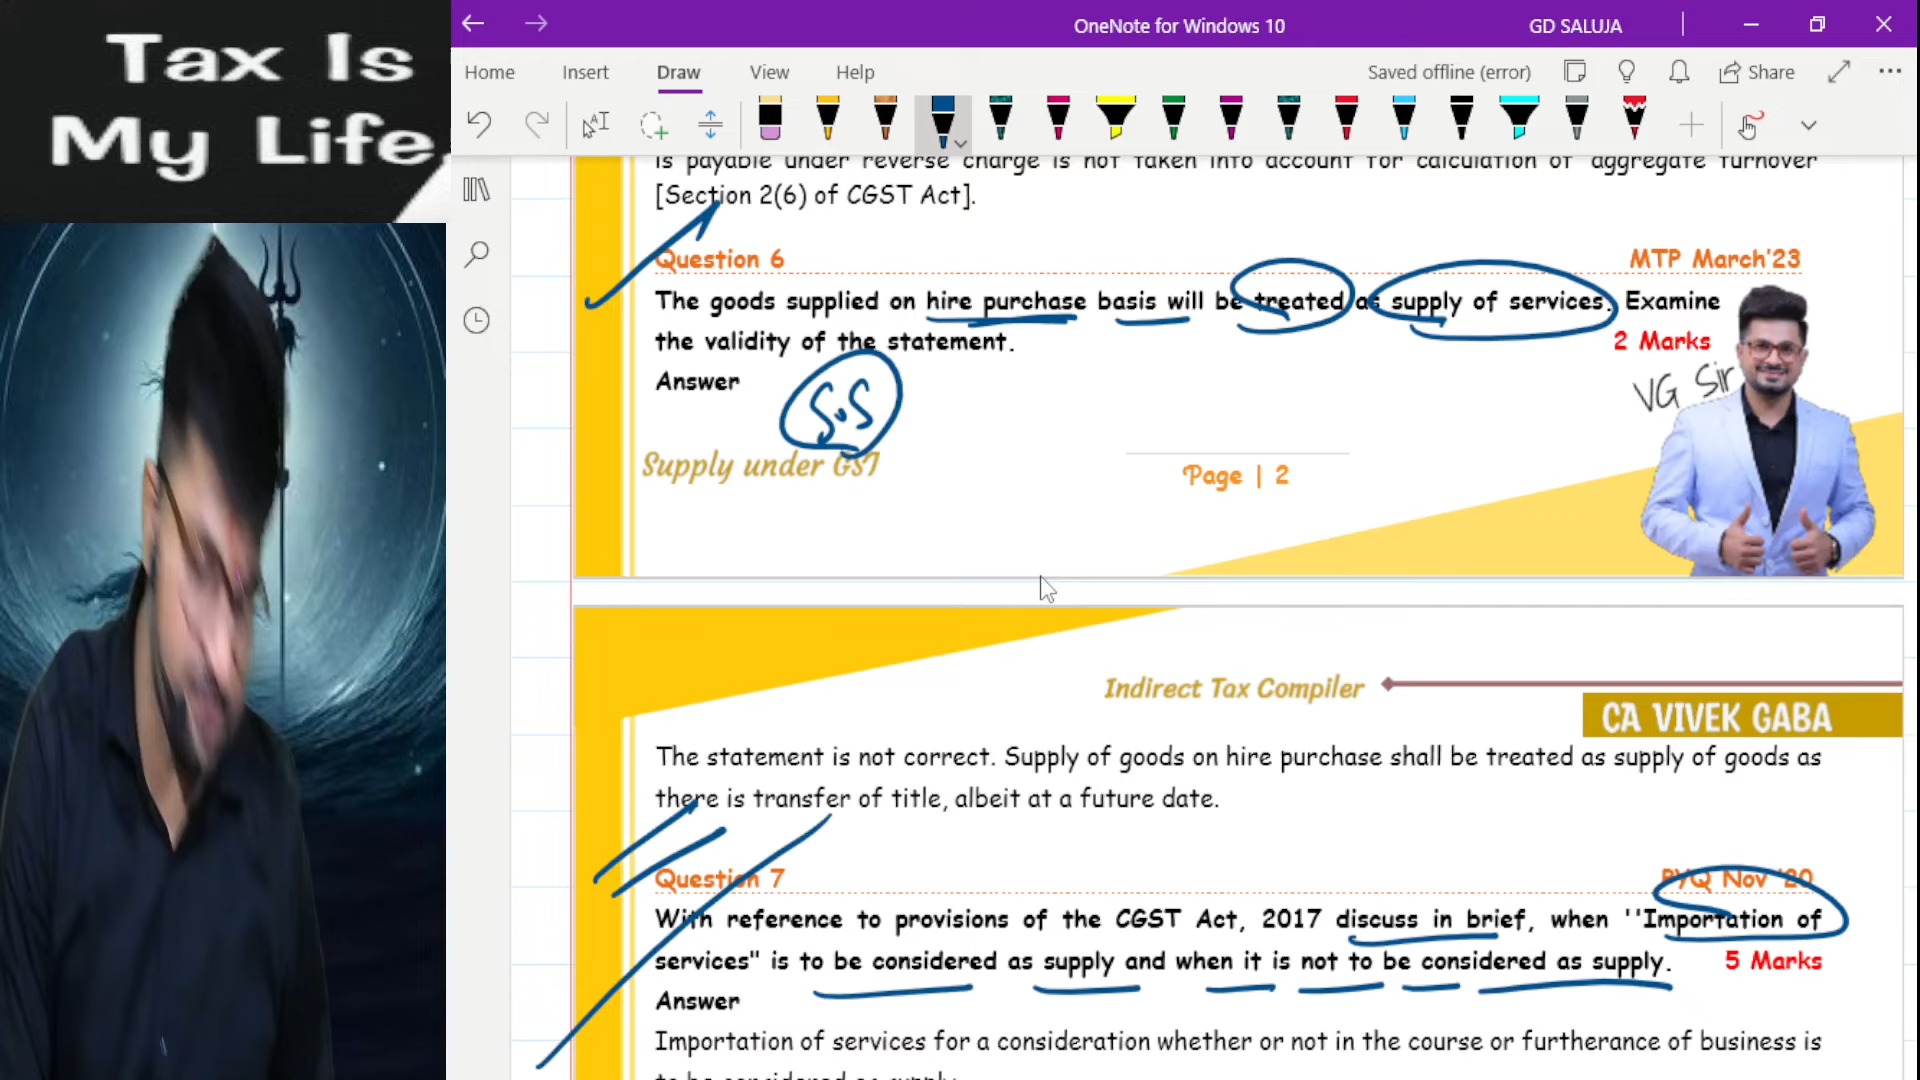 Tax Is
My Life,
OneNote for Windows 10
GD SALUJA
Home Insert Draw View Help
Saved offline (error)
Share
is payable under reverse charge is not taken into account for calculation of aggregate turnover
[Section 2(6) of CGST Act].
Question 6
MTP March'23
The goods supplied on hire purchase basis will be treated as supply of services. Examine
the validity of the statement.
2 Marks
Answer
S.S
VG Sir
Supply under GST
Page | 2
Indirect Tax Compiler
CA VIVEK GABA
The statement is not correct. Supply of goods on hire purchase shall be treated as supply of goods as
there is transfer of title, albeit at a future date.
Question 7
PYQ Nov '20
With reference to provisions of the CGST Act, 2017 discuss in brief, when ''Importation of
services" is to be considered as supply and when it is not to be considered as supply.
5 Marks
Answer
Importation of services for a consideration whether or not in the course or furtherance of business is
to be considered as supply